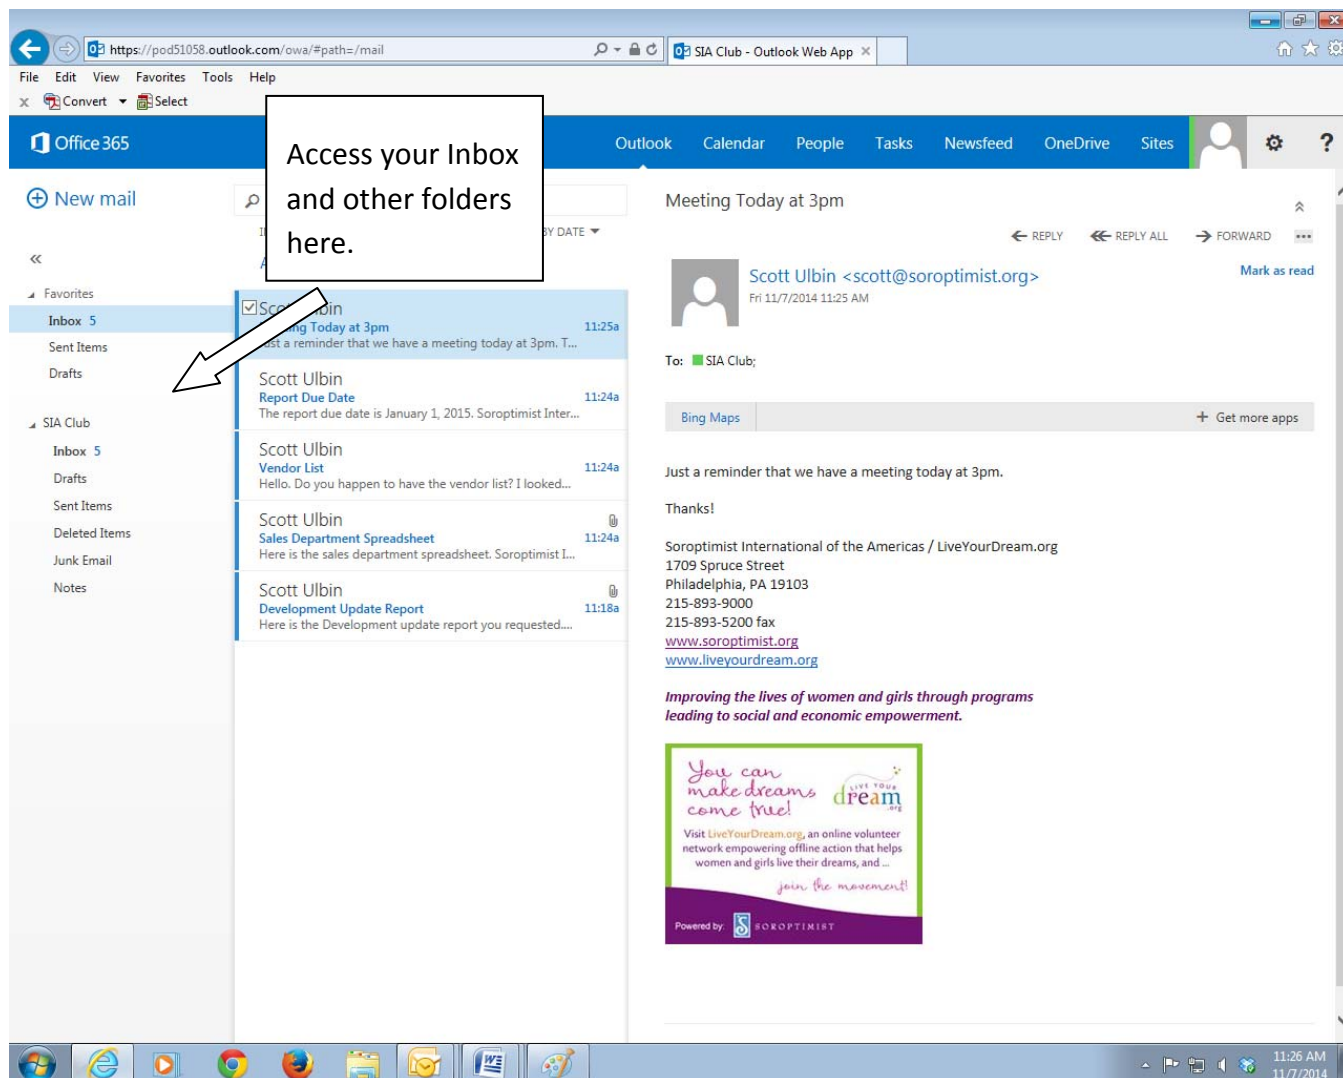 https://pod51058.outlook.com/owa/#path=/mail
SIA Club - Outlook Web App
File Edit View Favorites Tools Help
x Convert Select
Office 365
Outlook Calendar People Tasks Newsfeed OneDrive Sites ?
Access your Inbox
and other folders
here.
New mail
BY DATE
Favorites
Inbox 5
Sent Items
Drafts
SIA Club
Inbox 5
Drafts
Sent Items
Deleted Items
Junk Email
Notes
Scott Ulbin
Meeting Today at 3pm 11:25a
Just a reminder that we have a meeting today at 3pm. T...
Scott Ulbin
Report Due Date 11:24a
The report due date is January 1, 2015. Soroptimist Inter...
Scott Ulbin
Vendor List 11:24a
Hello. Do you happen to have the vendor list? I looked...
Scott Ulbin
Sales Department Spreadsheet 11:24a
Here is the sales department spreadsheet. Soroptimist I...
Scott Ulbin
Development Update Report 11:18a
Here is the Development update report you requested....
Meeting Today at 3pm
REPLY REPLY ALL FORWARD ...
Mark as read
Scott Ulbin <scott@soroptimist.org>
Fri 11/7/2014 11:25 AM
To: SIA Club;
Bing Maps + Get more apps
Just a reminder that we have a meeting today at 3pm.
Thanks!
Soroptimist International of the Americas / LiveYourDream.org
1709 Spruce Street
Philadelphia, PA 19103
215-893-9000
215-893-5200 fax
www.soroptimist.org
www.liveyourdream.org
Improving the lives of women and girls through programs
leading to social and economic empowerment.
You can
make dreams
come true!
LIVE YOUR
dream
.org
Visit LiveYourDream.org, an online volunteer
network empowering offline action that helps
women and girls live their dreams, and ...
join the movement!
Powered by: S SOROPTIMIST
11:26 AM
11/7/2014